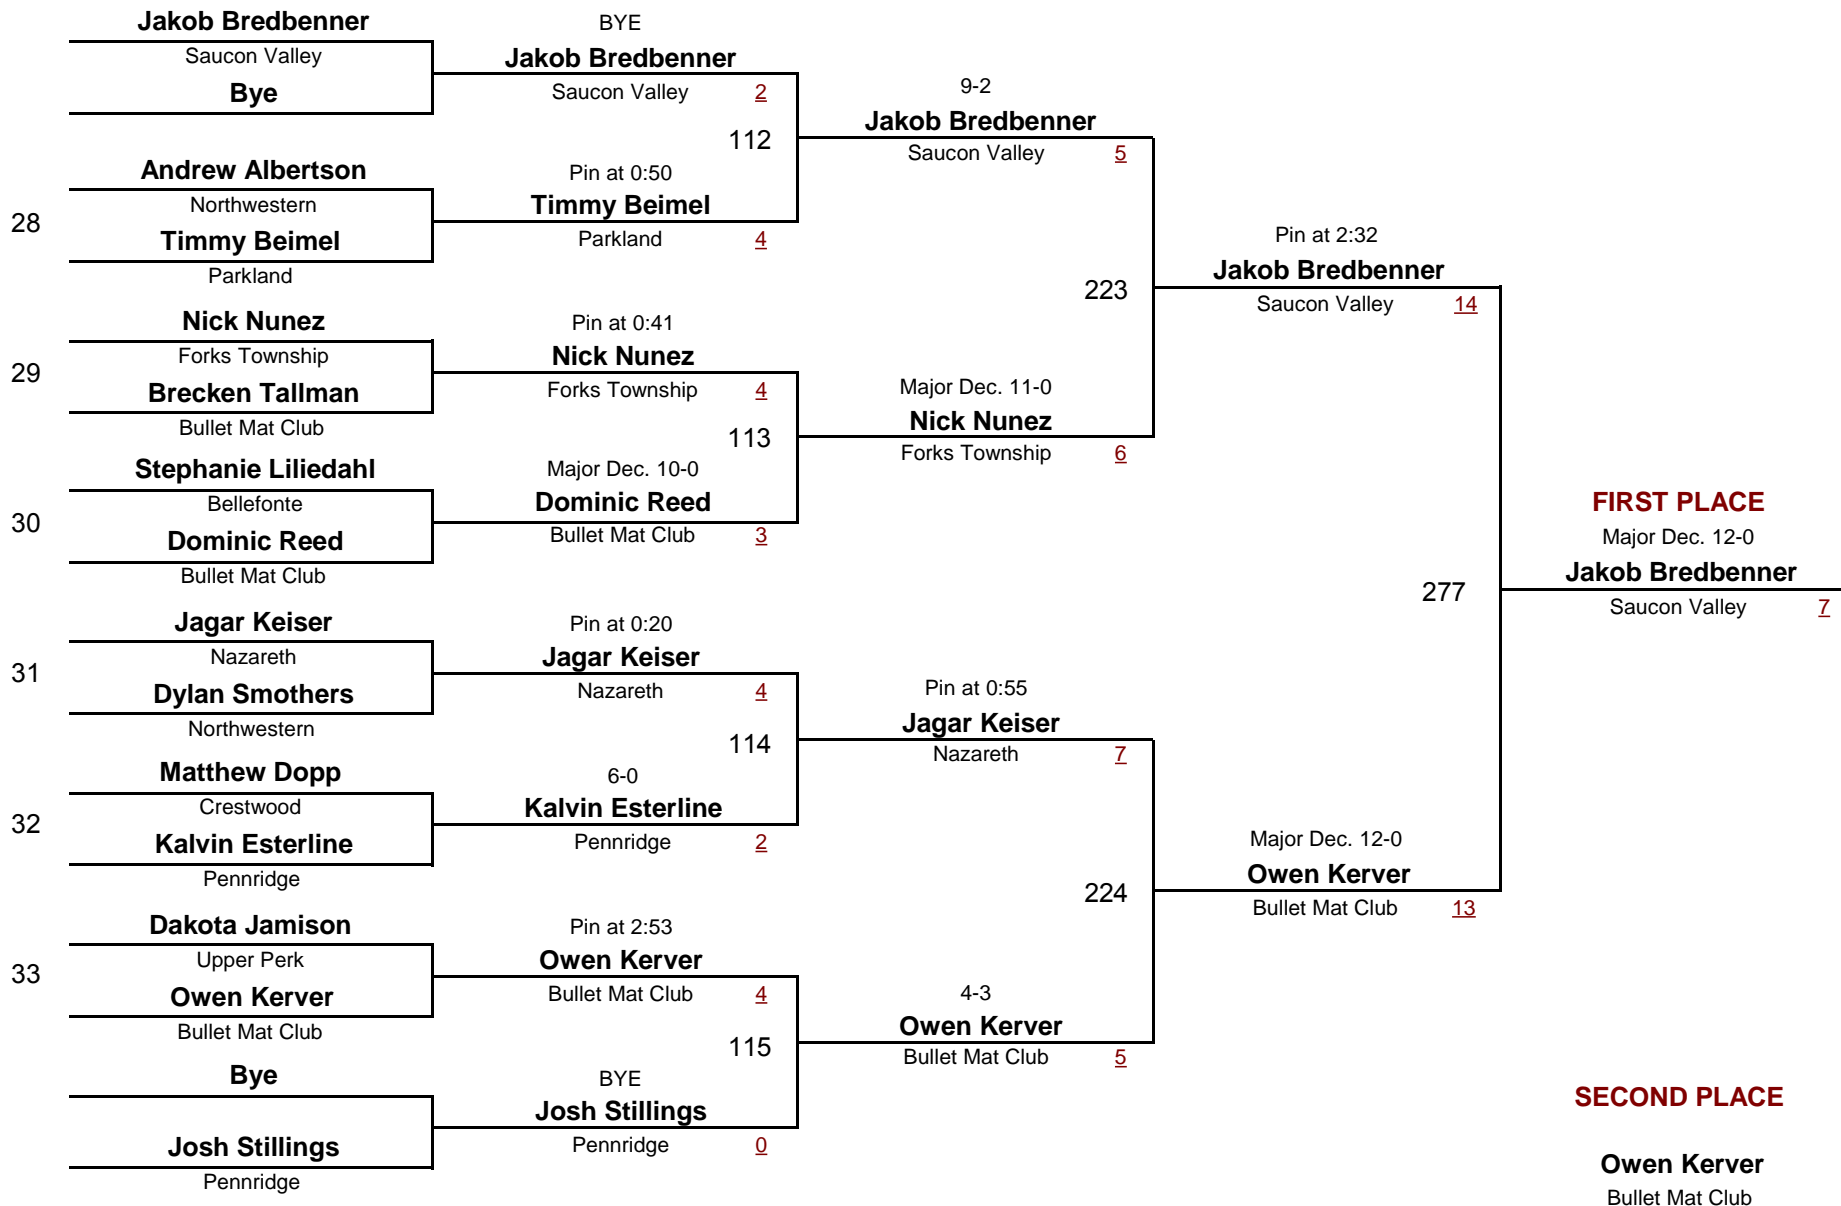 Jakob Bredbenner
Saucon Valley
Bye
28
Andrew Albertson
Northwestern
Timmy Beimel
Parkland
29
Nick Nunez
Forks Township
Brecken Tallman
Bullet Mat Club
30
Stephanie Liliedahl
Bellefonte
Dominic Reed
Bullet Mat Club
31
Jagar Keiser
Nazareth
Dylan Smothers
Northwestern
32
Matthew Dopp
Crestwood
Kalvin Esterline
Pennridge
33
Dakota Jamison
Upper Perk
Owen Kerver
Bullet Mat Club
Bye
Josh Stillings
Pennridge
BYE
Jakob Bredbenner
Saucon Valley 2
112
Pin at 0:50
Timmy Beimel
Parkland 4
Pin at 0:41
Nick Nunez
Forks Township 4
113
Major Dec. 10-0
Dominic Reed
Bullet Mat Club 3
Pin at 0:20
Jagar Keiser
Nazareth 4
114
6-0
Kalvin Esterline
Pennridge 2
Pin at 2:53
Owen Kerver
Bullet Mat Club 4
115
BYE
Josh Stillings
Pennridge 0
9-2
Jakob Bredbenner
Saucon Valley 5
223
Major Dec. 11-0
Nick Nunez
Forks Township 6
Pin at 0:55
Jagar Keiser
Nazareth 7
224
4-3
Owen Kerver
Bullet Mat Club 5
Pin at 2:32
Jakob Bredbenner
Saucon Valley 14
277
Major Dec. 12-0
Owen Kerver
Bullet Mat Club 13
FIRST PLACE
Major Dec. 12-0
Jakob Bredbenner
Saucon Valley 7
SECOND PLACE
Owen Kerver
Bullet Mat Club